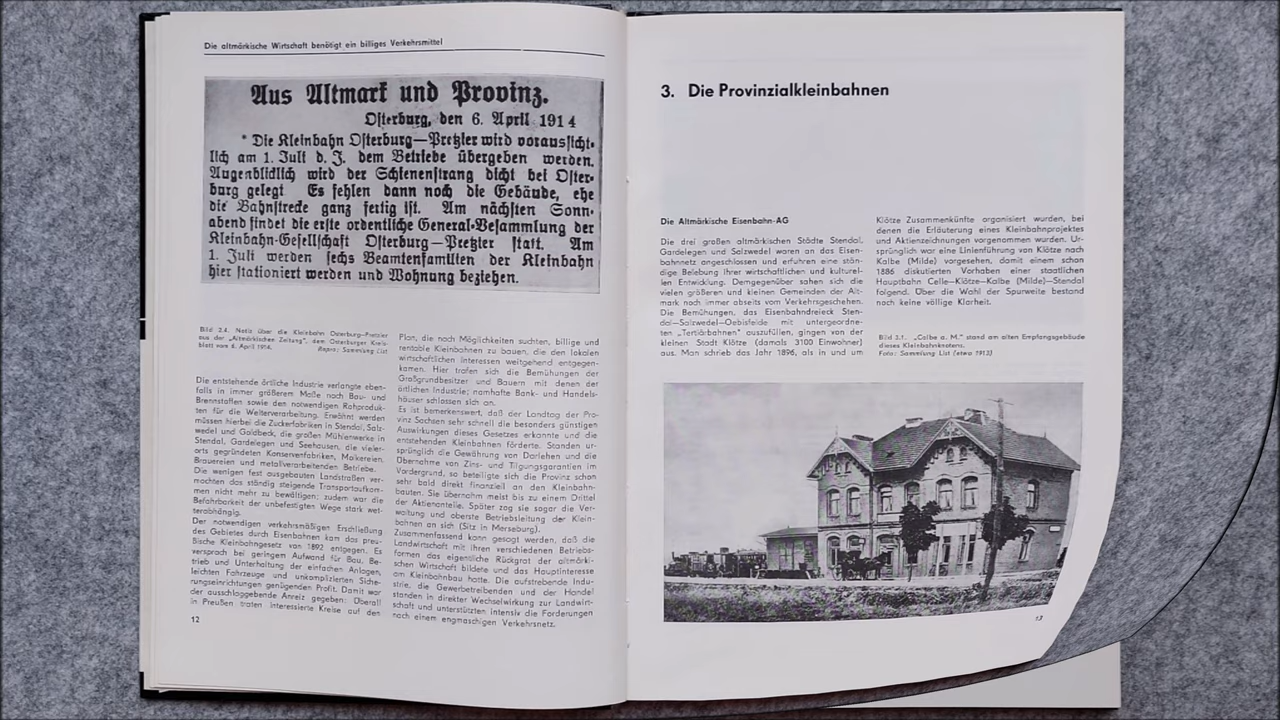 Die altmärkische Wirtschaft benötigt ein billiges Verkehrsmittel
Aus Altmark und Provinz.
Osterburg, den 6. April 1914
* Die Kleinbahn Osterburg—Pretzier wird voraussicht-
lich am 1. Juli d. J. dem Betriebe übergeben werden.
Augenblicklich wird der Schienenstrang dicht bei Oster-
burg gelegt Es fehlen dann noch die Gebäude, ehe
die Bahnstrecke ganz fertig ist. Am nächsten Sonn-
abend findet die erste ordentliche General-Versammlung der
Kleinbahn-Gesellschaft Osterburg—Pretzier statt. Am
1. Juli werden sechs Beamtenfamilien der Kleinbahn
hier stationiert werden und Wohnung beziehen.
Bild 2.4. Notiz über die Kleinbahn Osterburg—Pretzier
aus der „Altmärkischen Zeitung", dem Osterburger Kreis-
blatt vom 6. April 1914.
Repro: Sammlung List
Die entstehende örtliche Industrie verlangte eben-
falls in immer größerem Maße nach Bau- und
Brennstoffen sowie den notwendigen Rohproduk-
ten für die Weiterverarbeitung. Erwähnt werden
müssen hierbei die Zuckerfabriken in Stendal, Salz-
wedel und Goldbeck, die großen Mühlenwerke in
Stendal, Gardelegen und Seehausen, die vieler-
orts gegründeten Konservenfabriken, Molkereien,
Brauereien und metallverarbeitenden Betriebe.
Die wenigen fest ausgebauten Landstraßen ver-
mochten das ständig steigende Transportaufkom-
men nicht mehr zu bewältigen; zudem war die
Befahrbarkeit der unbefestigten Wege stark wet-
terabhängig.
Der notwendigen verkehrsmäßigen Erschließung
des Gebietes durch Eisenbahnen kam das preu-
ßische Kleinbahngesetz von 1892 entgegen. Es
versprach bei geringem Aufwand für Bau, Be-
trieb und Unterhaltung der einfachen Anlagen,
leichten Fahrzeuge und unkomplizierten Siche-
rungseinrichtungen genügenden Profit. Damit war
der ausschlaggebende Anreiz gegeben: Überall
in Preußen traten interessierte Kreise auf den
Plan, die nach Möglichkeiten suchten, billige und
rentable Kleinbahnen zu bauen, die den lokalen
wirtschaftlichen Interessen weitgehend entgegen-
kamen. Hier trafen sich die Bemühungen der
Großgrundbesitzer und Bauern mit denen der
örtlichen Industrie; namhafte Bank- und Handels-
häuser schlossen sich an.
Es ist bemerkenswert, daß der Landtag der Pro-
vinz Sachsen sehr schnell die besonders günstigen
Auswirkungen dieses Gesetzes erkannte und die
entstehenden Kleinbahnen förderte. Standen ur-
sprünglich die Gewährung von Darlehen und die
Übernahme von Zins- und Tilgungsgarantien im
Vordergrund, so beteiligte sich die Provinz schon
sehr bald direkt finanziell an den Kleinbahn-
bauten. Sie übernahm meist bis zu einem Drittel
der Aktienanteile. Später zog sie sogar die Ver-
waltung und oberste Betriebsleitung der Klein-
bahnen an sich (Sitz in Merseburg).
Zusammenfassend kann gesagt werden, daß die
Landwirtschaft mit ihren verschiedenen Betriebs-
formen das eigentliche Rückgrat der altmärki-
schen Wirtschaft bildete und das Hauptinteresse
am Kleinbahnbau hatte. Die aufstrebende Indu-
strie, die Gewerbetreibenden und der Handel
standen in direkter Wechselwirkung zur Landwirt-
schaft und unterstützten intensiv die Forderungen
nach einem engmaschigen Verkehrsnetz.
12
3. Die Provinzialkleinbahnen
Die Altmärkische Eisenbahn-AG
Die drei großen altmärkischen Städte Stendal,
Gardelegen und Salzwedel waren an das Eisen-
bahnnetz angeschlossen und erfuhren eine stän-
dige Belebung ihrer wirtschaftlichen und kulturel-
len Entwicklung. Demgegenüber sahen sich die
vielen größeren und kleinen Gemeinden der Alt-
mark noch immer abseits vom Verkehrsgeschehen.
Die Bemühungen, das Eisenbahndreieck Sten-
dal—Salzwedel—Oebisfelde mit untergeordne-
ten „Tertiärbahnen" auszufüllen, gingen von der
kleinen Stadt Klötze (damals 3100 Einwohner)
aus. Man schrieb das Jahr 1896, als in und um
Klötze Zusammenkünfte organisiert wurden, bei
denen die Erläuterung eines Kleinbahnprojektes
und Aktienzeichnungen vorgenommen wurden. Ur-
sprünglich war eine Linienführung von Klötze nach
Kalbe (Milde) vorgesehen, damit einem schon
1886 diskutierten Vorhaben einer staatlichen
Hauptbahn Celle—Klötze—Kalbe (Milde)—Stendal
folgend. Über die Wahl der Spurweite bestand
noch keine völlige Klarheit.
Bild 3.1. „Calbe a. M." stand am alten Empfangsgebäude
dieses Kleinbahnknotens.
Foto: Sammlung List (etwa 1913)
13